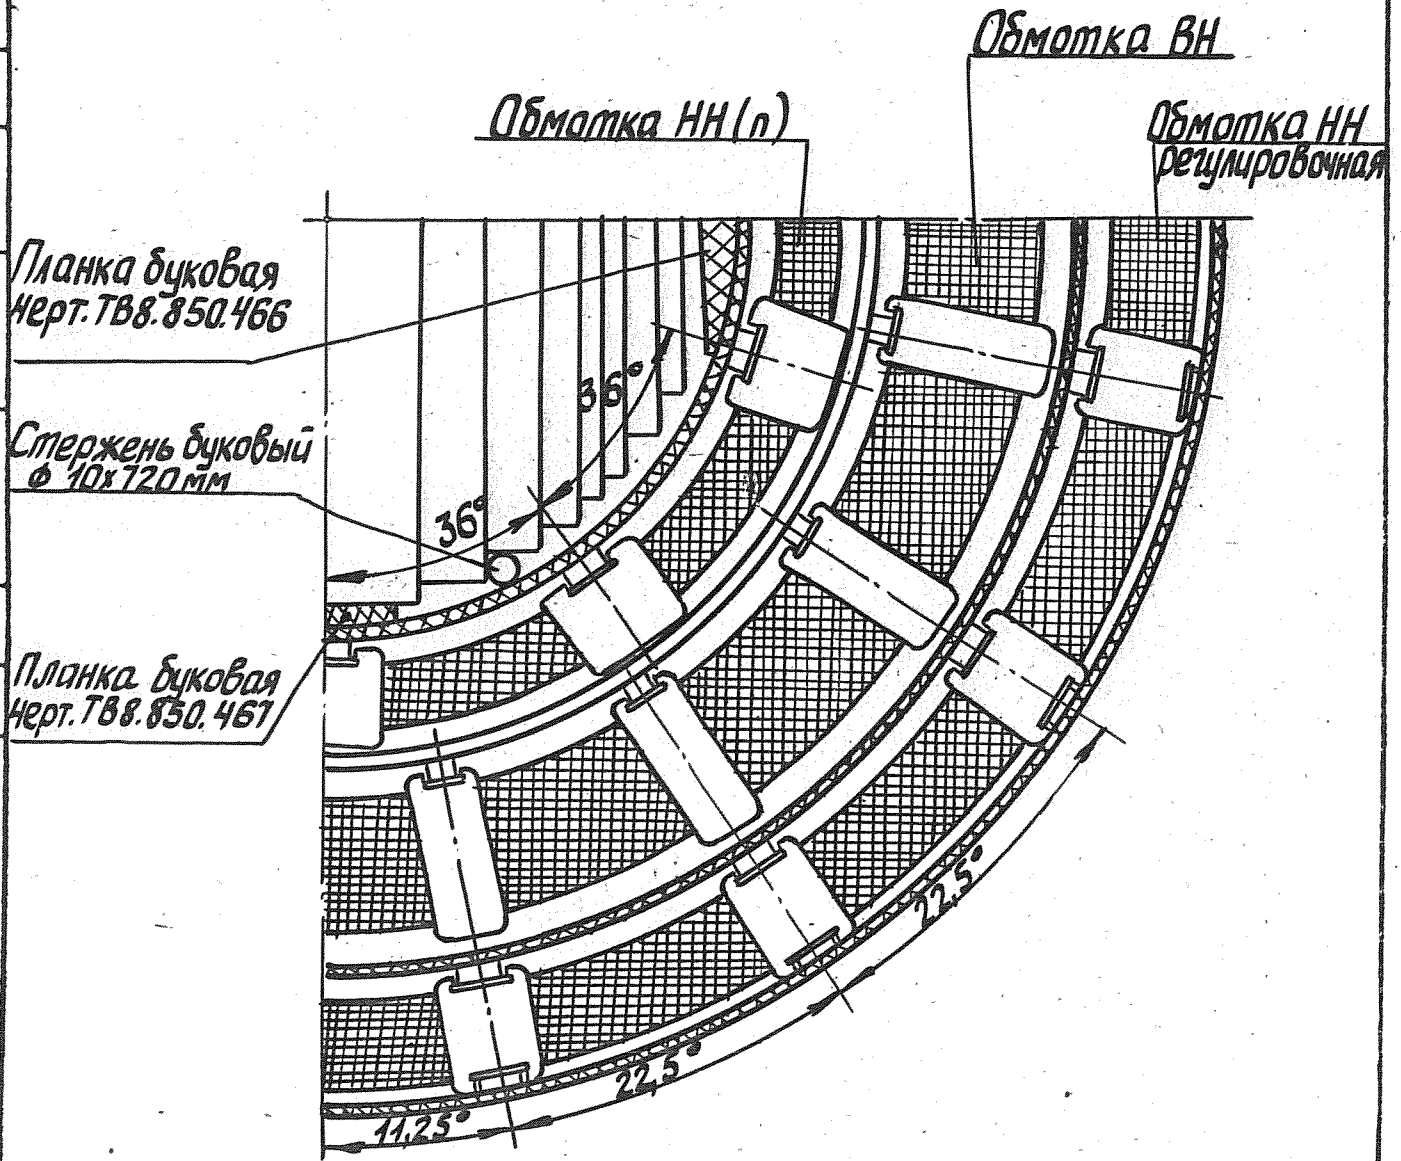 Обмотка ВН
Обмотка НН (п)
Обмотка НН
регулировочная
Планка буковая
черт. ТВ8.850.466
36°
Стержень буковый
ф 10х720мм
36°
Планка буковая
черт. ТВ8.850.467
22,5°
22,5°
11,25°